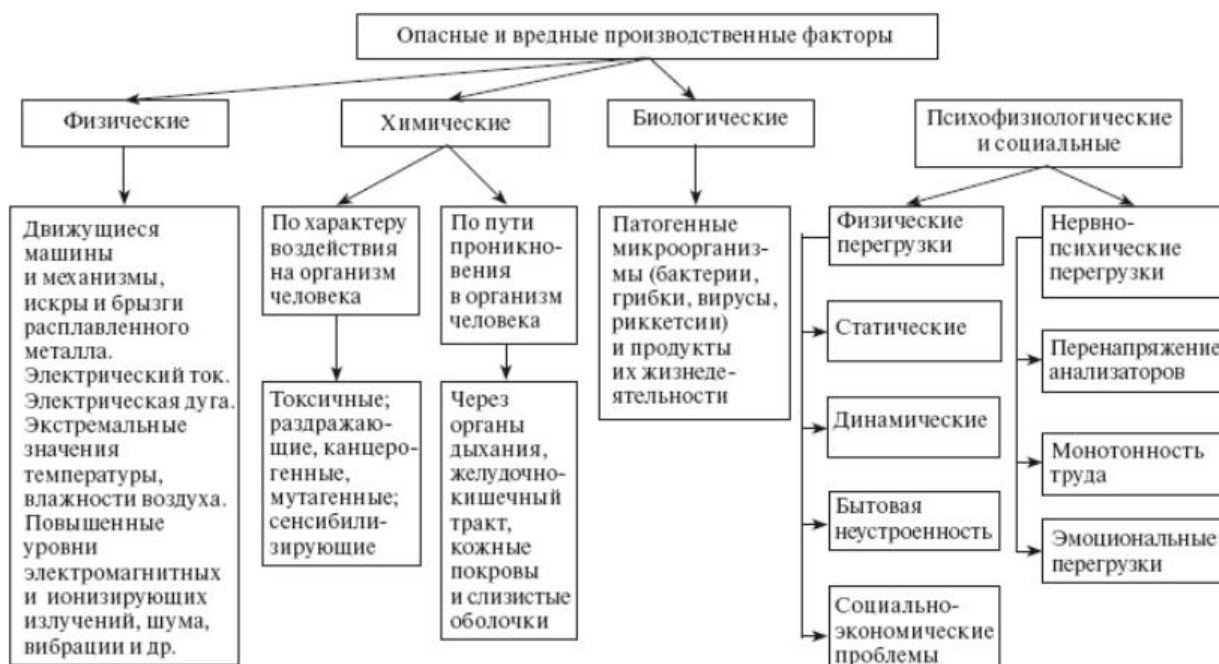 Опасные и вредные производственные факторы
Физические
Химические
Биологические
Психофизиологические
и социальные
Движущиеся
машины
и механизмы,
искры и брызги
расплавленного
металла.
Электрический ток.
Электрическая дуга.
Экстремальные
значения
температуры,
влажности воздуха.
Повышенные
уровни
электромагнитных
и ионизирующих
излучений, шума,
вибрации и др.
По характеру
воздействия
на организм
человека
Токсичные;
раздражаю-
щие, канцеро-
генные,
мутагенные;
сенсибили-
зирующие
По пути
проникно-
вения
в организм
человека
Через
органы
дыхания,
желудочно-
кишечный
тракт,
кожные
покровы
и слизистые
оболочки
Патогенные
микроорганиз-
мы (бактерии,
грибки, вирусы,
риккетсии)
и продукты
их жизнеде-
ятельности
Физические
перегрузки
Статические
Динамические
Бытовая
неустроенность
Социально-
экономические
проблемы
Нервно-
психические
перегрузки
Перенапряжение
анализаторов
Монотонность
труда
Эмоциональные
перегрузки